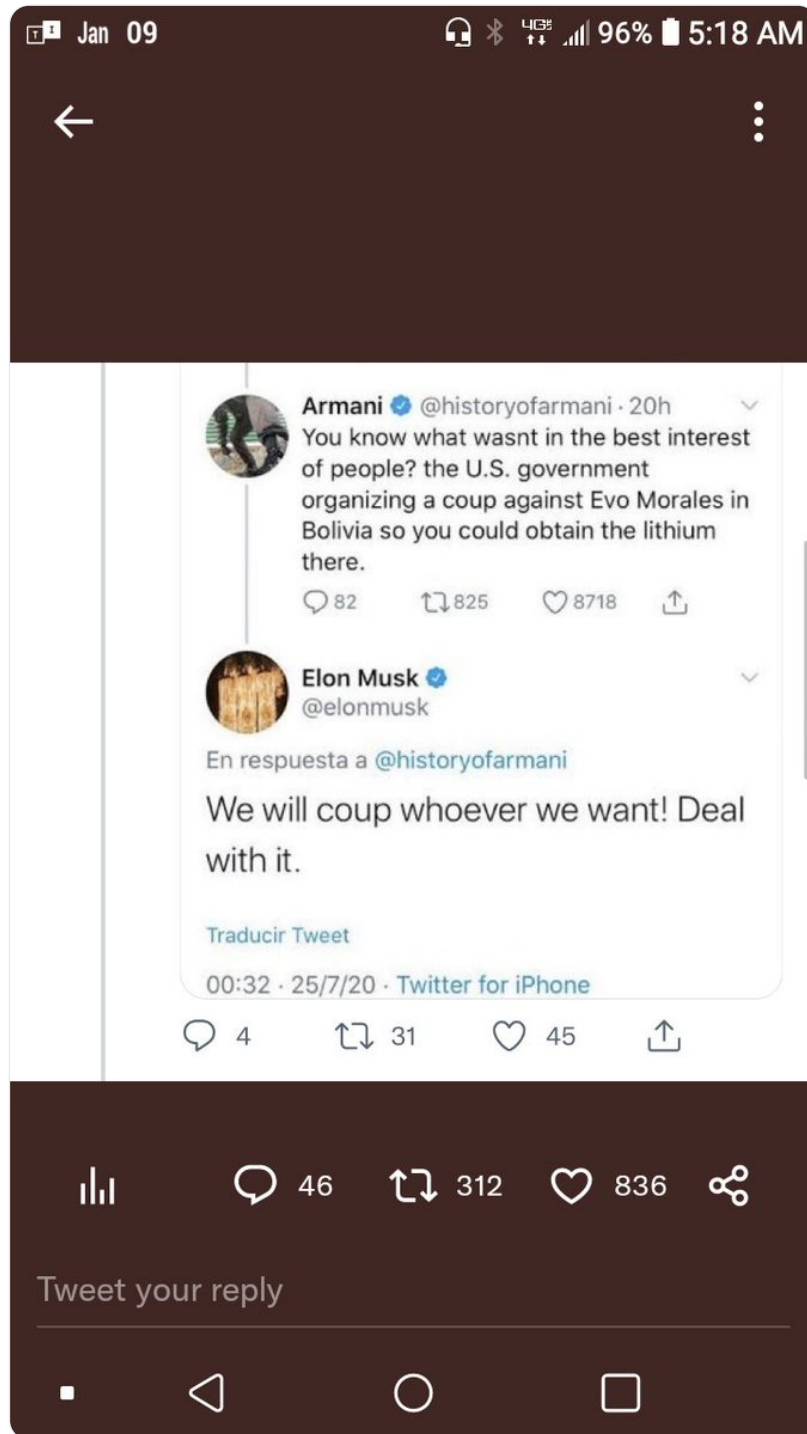 Jan 09
4G 96% 5:18 AM
Armani @historyofarmani · 20h
You know what wasnt in the best interest
of people? the U.S. government
organizing a coup against Evo Morales in
Bolivia so you could obtain the lithium
there.
82 825 8718
Elon Musk
@elonmusk
En respuesta a @historyofarmani
We will coup whoever we want! Deal
with it.
Traducir Tweet
00:32 · 25/7/20 · Twitter for iPhone
4 31 45
46 312 836
Tweet your reply